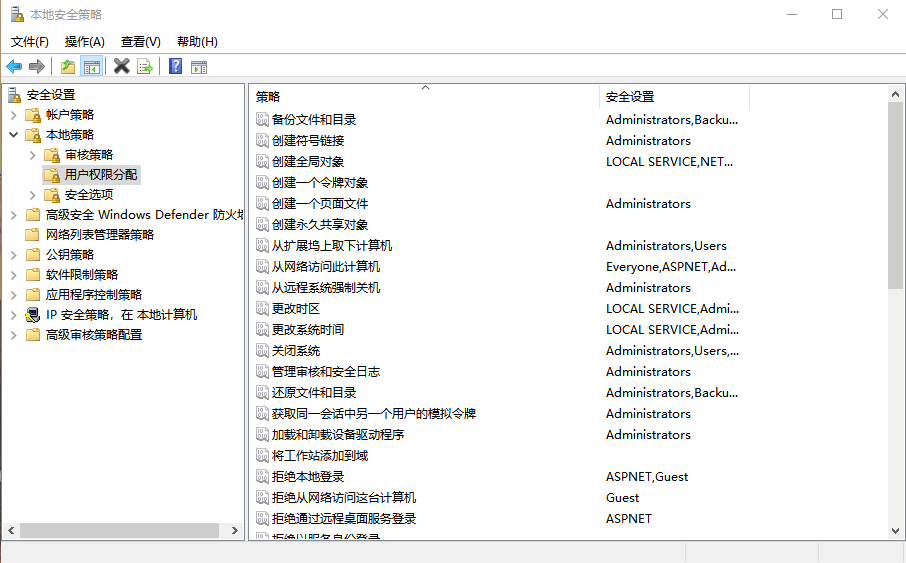 本地安全策略
文件(F) 操作(A) 查看(V) 帮助(H)
安全设置
帐户策略
本地策略
审核策略
用户权限分配
安全选项
高级安全 Windows Defender 防火墙
网络列表管理器策略
公钥策略
软件限制策略
应用程序控制策略
IP 安全策略，在 本地计算机
高级审核策略配置
策略 安全设置
备份文件和目录 Administrators,Backu...
创建符号链接 Administrators
创建全局对象 LOCAL SERVICE,NET...
创建一个令牌对象
创建一个页面文件 Administrators
创建永久共享对象
从扩展坞上取下计算机 Administrators,Users
从网络访问此计算机 Everyone,ASPNET,Ad...
从远程系统强制关机 Administrators
更改时区 LOCAL SERVICE,Admi...
更改系统时间 LOCAL SERVICE,Admi...
关闭系统 Administrators,Users,...
管理审核和安全日志 Administrators
还原文件和目录 Administrators,Backu...
获取同一会话中另一个用户的模拟令牌 Administrators
加载和卸载设备驱动程序 Administrators
将工作站添加到域
拒绝本地登录 ASPNET,Guest
拒绝从网络访问这台计算机 Guest
拒绝通过远程桌面服务登录 ASPNET
拒绝以服务身份登录